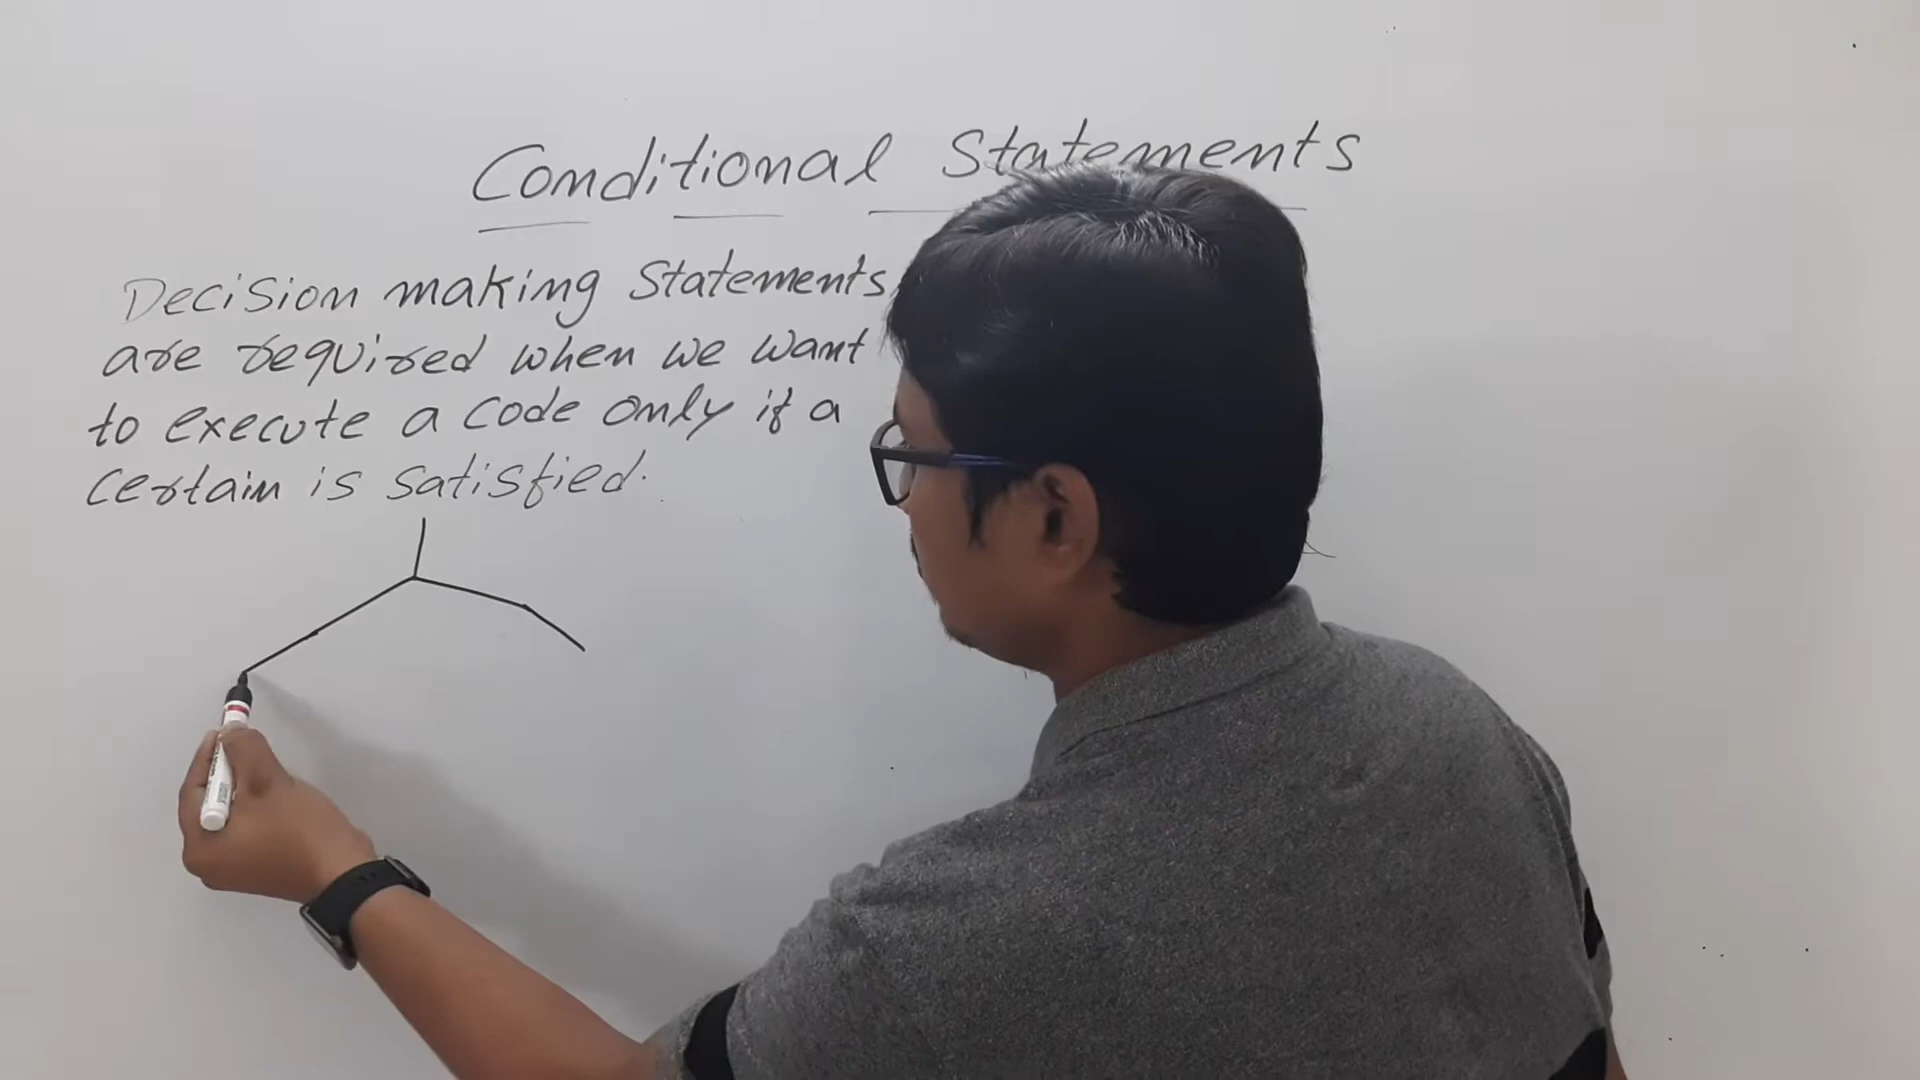 Conditional Statements
Decision making Statements
are required when we want
to execute a code only if a
certain is satisfied.